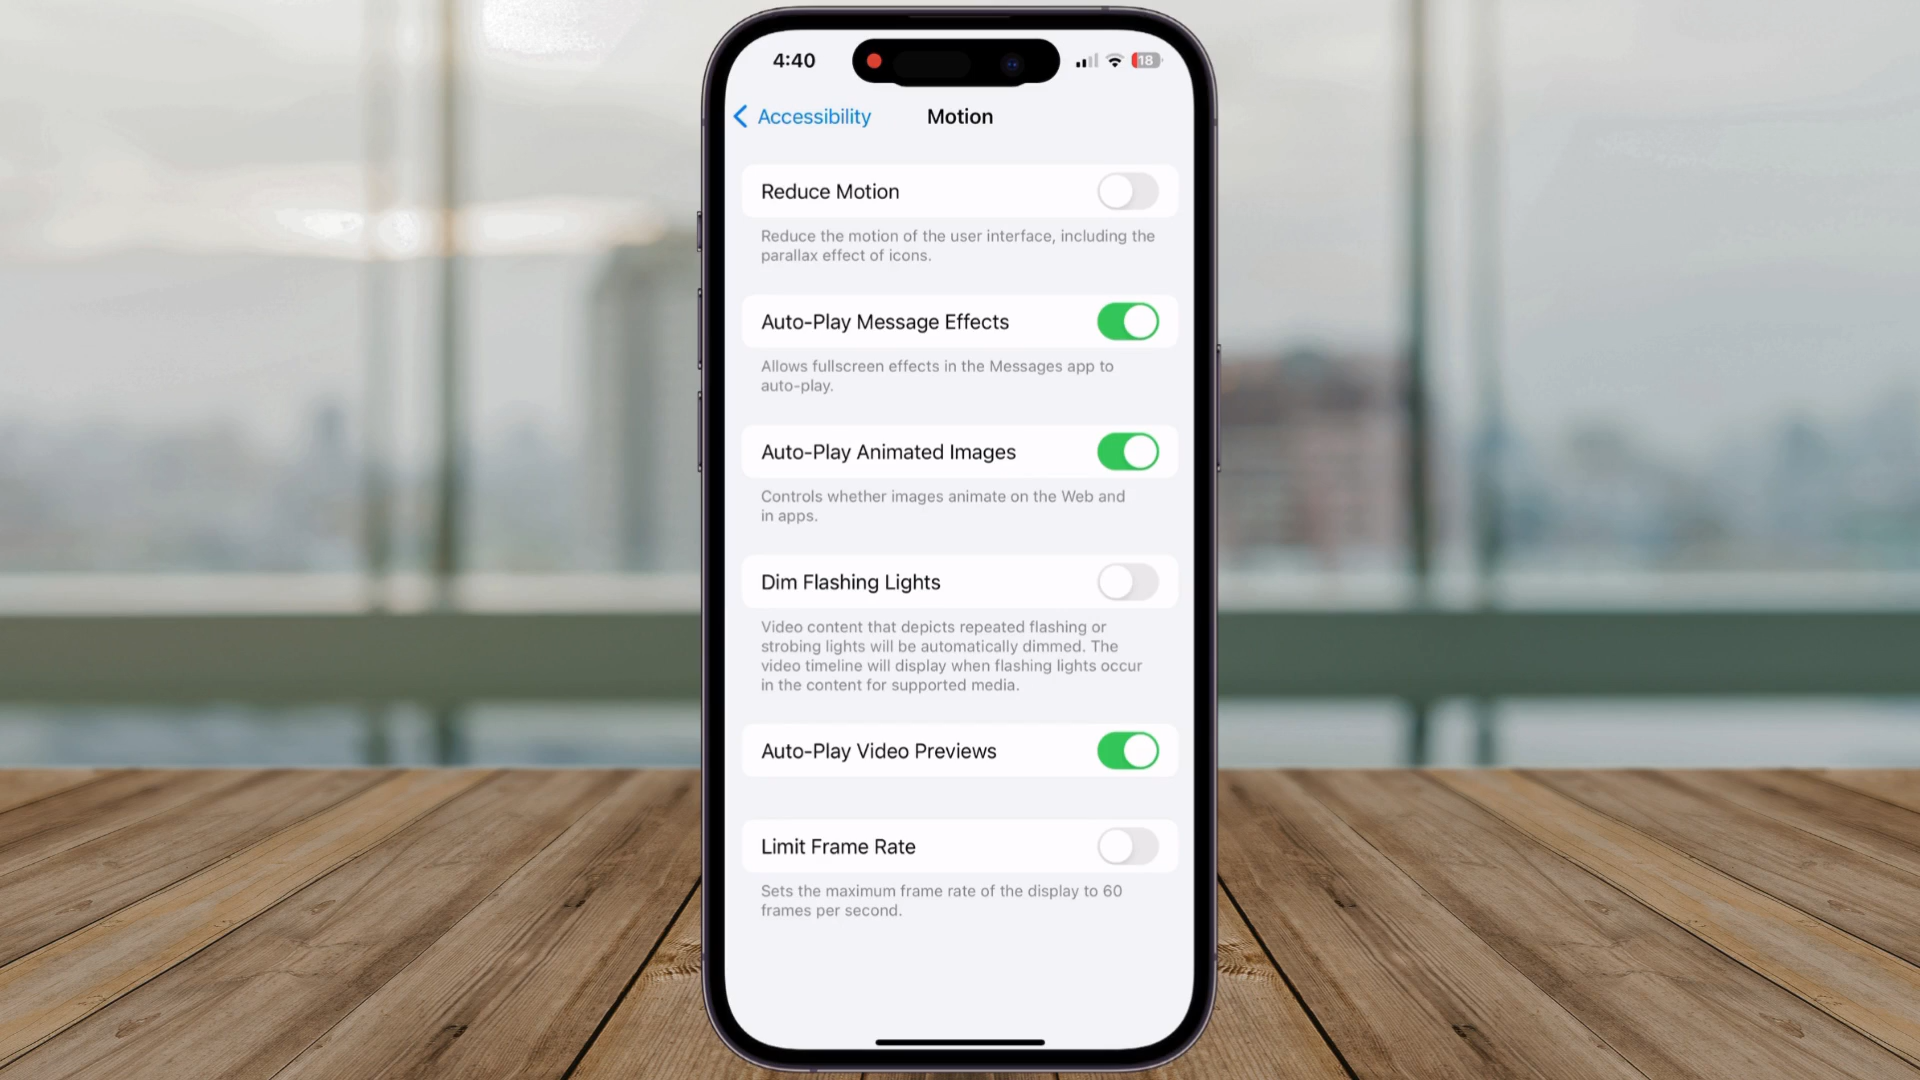 4:40
18
Accessibility
Motion
Reduce Motion
Reduce the motion of the user interface, including the
parallax effect of icons.
Auto-Play Message Effects
Allows fullscreen effects in the Messages app to
auto-play.
Auto-Play Animated Images
Controls whether images animate on the Web and
in apps.
Dim Flashing Lights
Video content that depicts repeated flashing or
strobing lights will be automatically dimmed. The
video timeline will display when flashing lights occur
in the content for supported media.
Auto-Play Video Previews
Limit Frame Rate
Sets the maximum frame rate of the display to 60
frames per second.